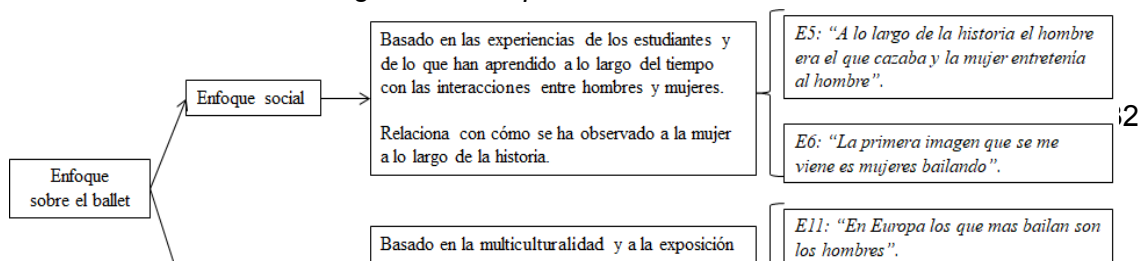 Enfoque
sobre el ballet
Enfoque social
Basado en las experiencias de los estudiantes y
de lo que han aprendido a lo largo del tiempo
con las interacciones entre hombres y mujeres.
Relaciona con cómo se ha observado a la mujer
a lo largo de la historia.
E5: “A lo largo de la historia el hombre
era el que cazaba y la mujer entretenía
al hombre”.
E6: “La primera imagen que se me
viene es mujeres bailando”.
Basado en la multiculturalidad y a la exposición
E11: “En Europa los que mas bailan son
los hombres”.